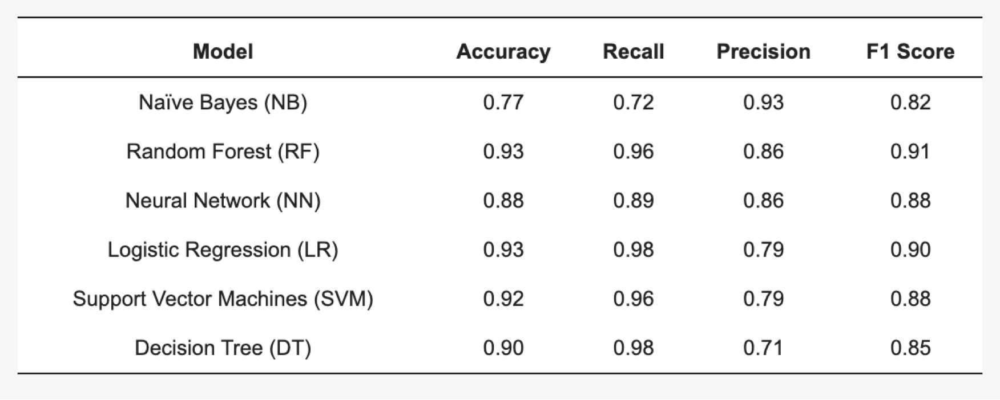 Model Accuracy Recall Precision F1 Score
Naïve Bayes (NB) 0.77 0.72 0.93 0.82
Random Forest (RF) 0.93 0.96 0.86 0.91
Neural Network (NN) 0.88 0.89 0.86 0.88
Logistic Regression (LR) 0.93 0.98 0.79 0.90
Support Vector Machines (SVM) 0.92 0.96 0.79 0.88
Decision Tree (DT) 0.90 0.98 0.71 0.85